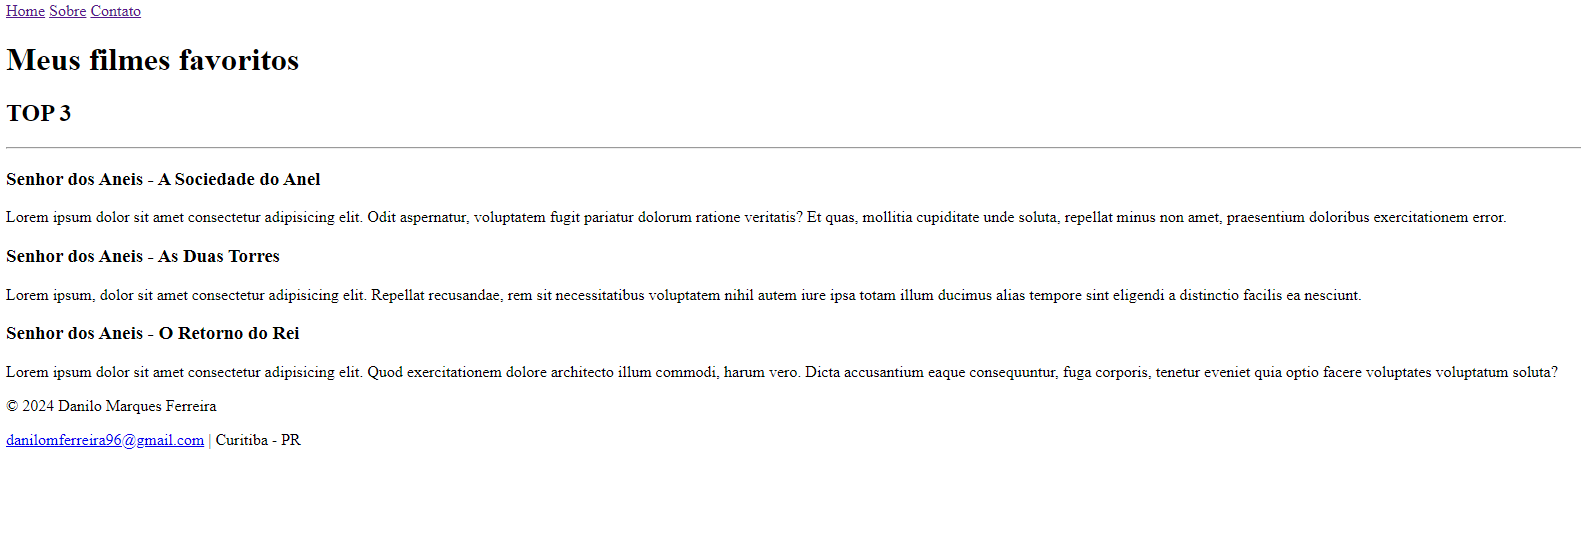 Home Sobre Contato
Meus filmes favoritos
TOP 3
Senhor dos Aneis - A Sociedade do Anel
Lorem ipsum dolor sit amet consectetur adipisicing elit. Odit aspernatur, voluptatem fugit pariatur dolorum ratione veritatis? Et quas, mollitia cupiditate unde soluta, repellat minus non amet, praesentium doloribus exercitationem error.
Senhor dos Aneis - As Duas Torres
Lorem ipsum, dolor sit amet consectetur adipisicing elit. Repellat recusandae, rem sit necessitatibus voluptatem nihil autem iure ipsa totam illum ducimus alias tempore sint eligendi a distinctio facilis ea nesciunt.
Senhor dos Aneis - O Retorno do Rei
Lorem ipsum dolor sit amet consectetur adipisicing elit. Quod exercitationem dolore architecto illum commodi, harum vero. Dicta accusantium eaque consequuntur, fuga corporis, tenetur eveniet quia optio facere voluptates voluptatum soluta?
© 2024 Danilo Marques Ferreira
danilomferreira96@gmail.com | Curitiba - PR